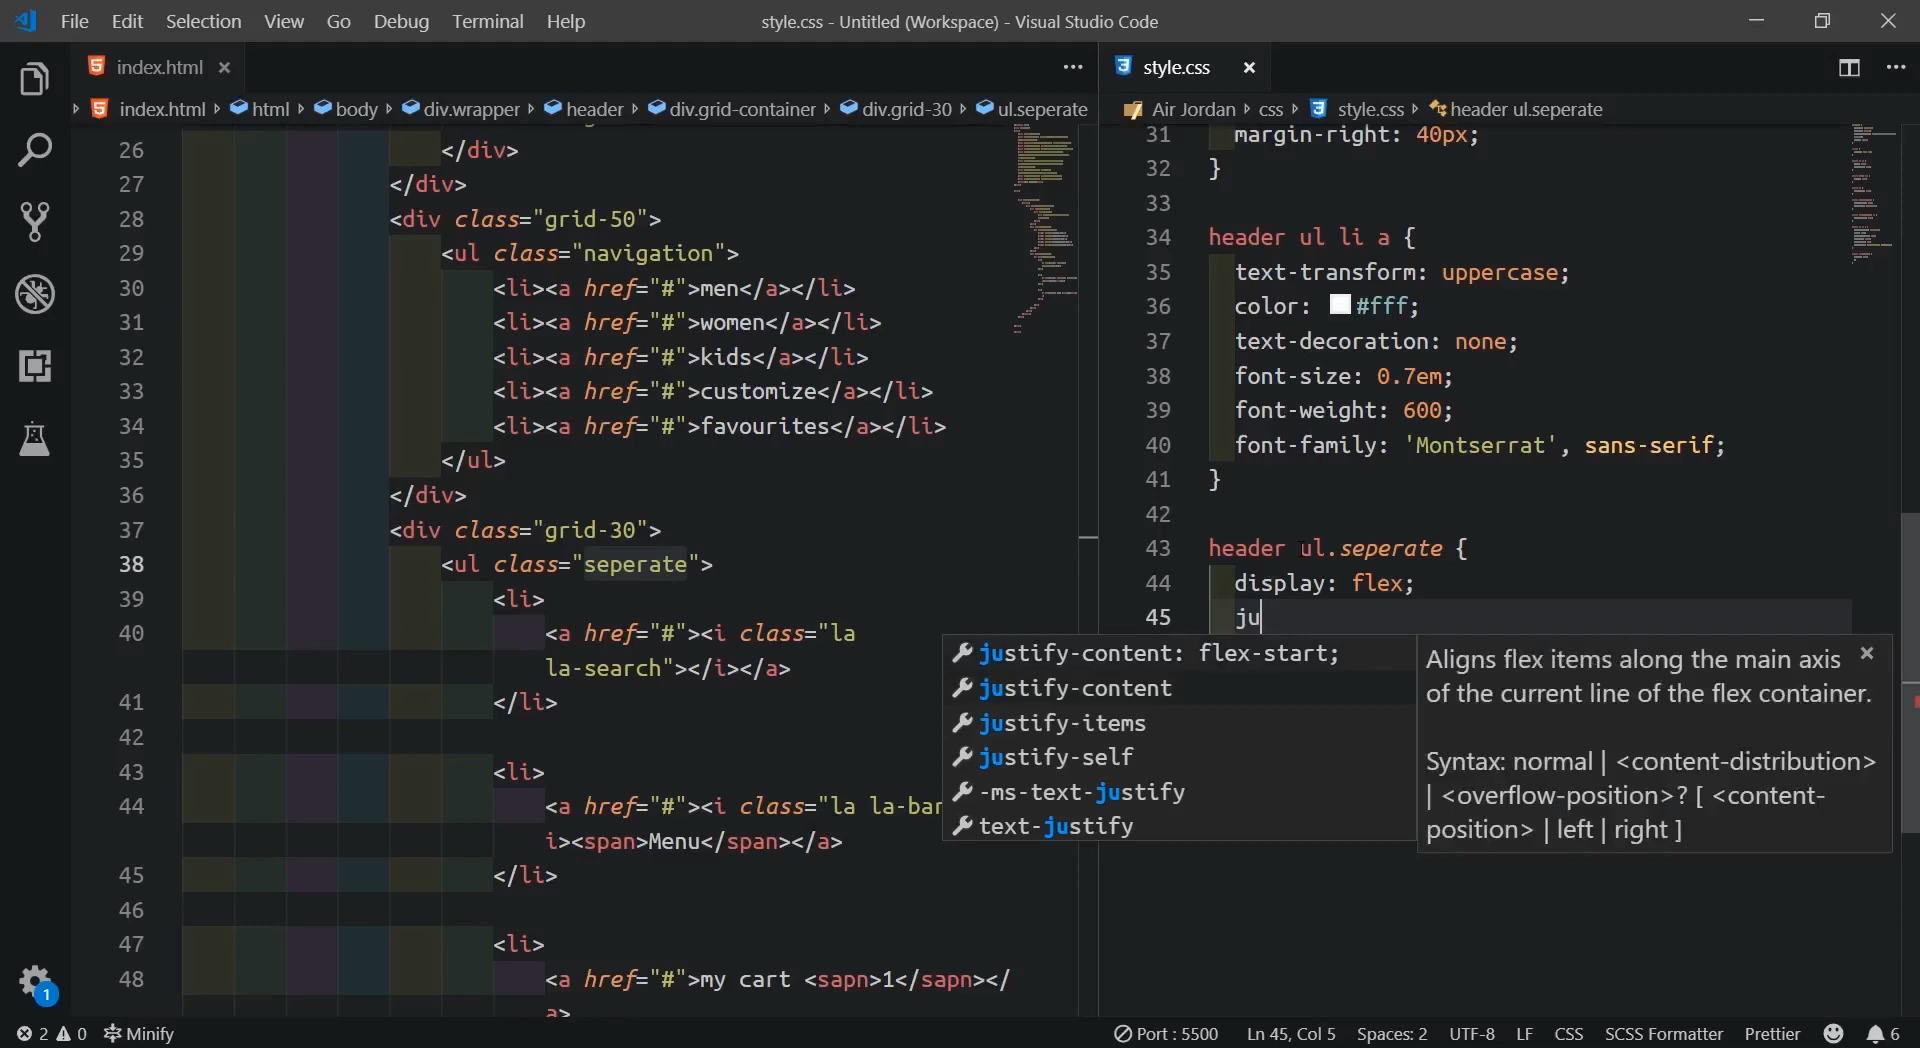 File Edit Selection View Go Debug Terminal Help
style.css - Untitled (Workspace) - Visual Studio Code
index.html
index.html > html > body > div.wrapper > header > div.grid-container > div.grid-30 > ul.seperate
26 </div>
27 </div>
28 <div class="grid-50">
29 <ul class="navigation">
30 <li><a href="#">men</a></li>
31 <li><a href="#">women</a></li>
32 <li><a href="#">kids</a></li>
33 <li><a href="#">customize</a></li>
34 <li><a href="#">favourites</a></li>
35 </ul>
36 </div>
37 <div class="grid-30">
38 <ul class="seperate">
39 <li>
40 <a href="#"><i class="la
la-search"></i></a>
41 </li>
42
43 <li>
44 <a href="#"><i class="la la-bar
i><span>Menu</span></a>
45 </li>
46
47 <li>
48 <a href="#">my cart <sapn>1</sapn></
a>
style.css
Air Jordan > css > style.css > header ul.seperate
31 margin-right: 40px;
32 }
33
34 header ul li a {
35 text-transform: uppercase;
36 color: #fff;
37 text-decoration: none;
38 font-size: 0.7em;
39 font-weight: 600;
40 font-family: 'Montserrat', sans-serif;
41 }
42
43 header ul.seperate {
44 display: flex;
45 ju
justify-content: flex-start;
justify-content
justify-items
justify-self
-ms-text-justify
text-justify
Aligns flex items along the main axis
of the current line of the flex container.
Syntax: normal | <content-distribution>
| <overflow-position>? [ <content-
position> | left | right ]
1
2 0 Minify
Port : 5500 Ln 45, Col 5 Spaces: 2 UTF-8 LF CSS SCSS Formatter Prettier 6